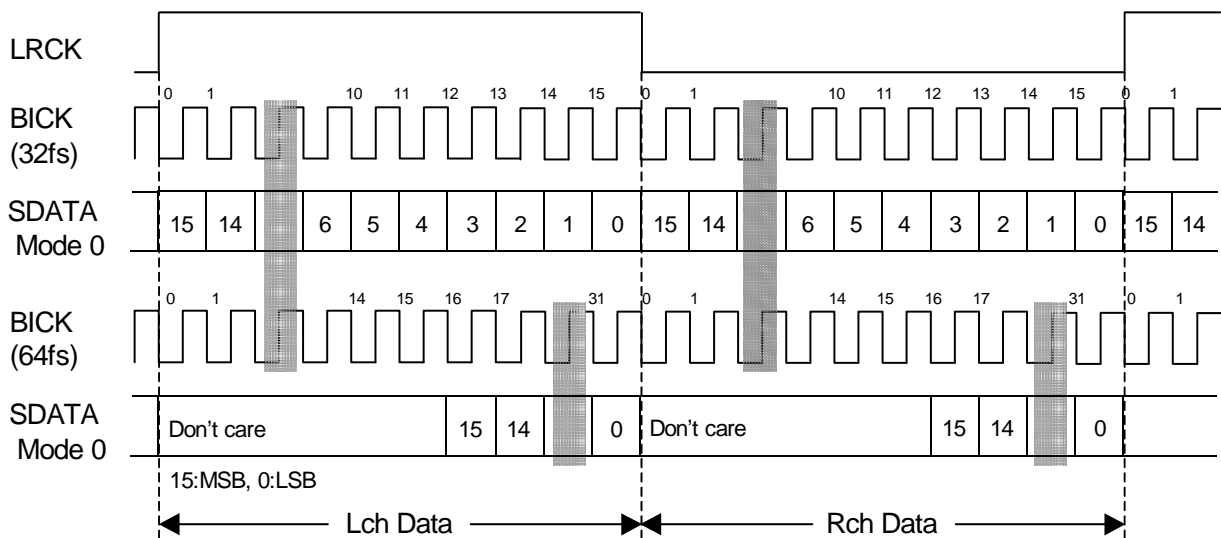 LRCK
0 1 10 11 12 13 14 15 0 1 10 11 12 13 14 15 0 1
BICK
(32fs)
SDATA
Mode 0
15 14 6 5 4 3 2 1 0 15 14 6 5 4 3 2 1 0 15 14
0 1 14 15 16 17 31 0 1 14 15 16 17 31 0 1
BICK
(64fs)
SDATA
Mode 0
Don't care 15 14 0 Don't care 15 14 0
15:MSB, 0:LSB
Lch Data Rch Data